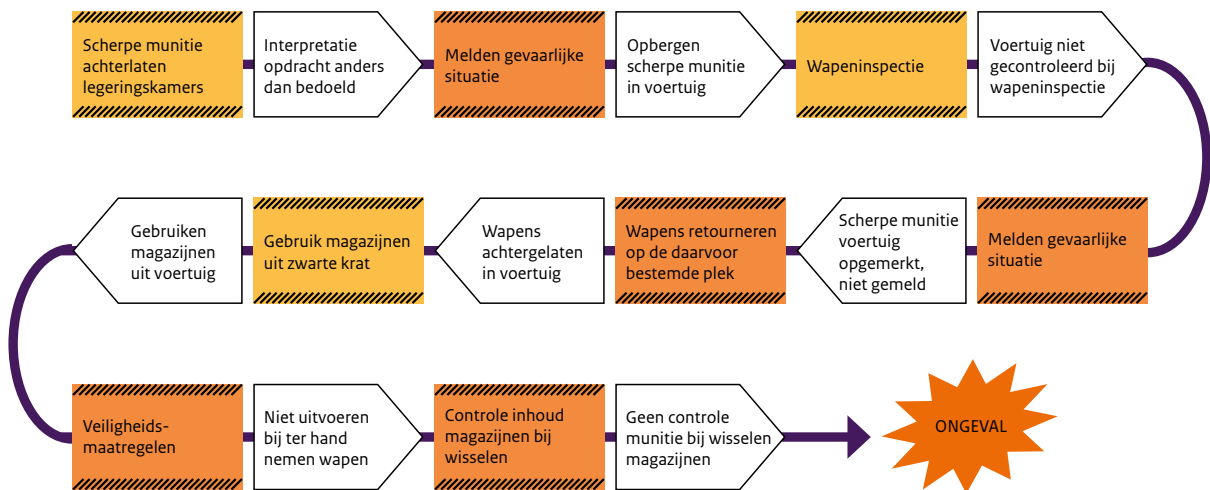 Scherpe munitie
achterlaten
legeringskamers
Interpretatie
opdracht anders
dan bedoeld
Melden gevaarlijke
situatie
Opbergen
scherpe munitie
in voertuig
Wapeninspectie
Voertuig niet
gecontroleerd bij
wapeninspectie
Melden gevaarlijke
situatie
Scherpe munitie
voertuig
opgemerkt,
niet gemeld
Wapens retourneren
op de daarvoor
bestemde plek
Wapens
achtergelaten
in voertuig
Gebruik magazijnen
uit zwarte krat
Gebruiken
magazijnen
uit voertuig
Veiligheids-
maatregelen
Niet uitvoeren
bij ter hand
nemen wapen
Controle inhoud
magazijnen bij
wisselen
Geen controle
munitie bij wisselen
magazijnen
ONGEVAL